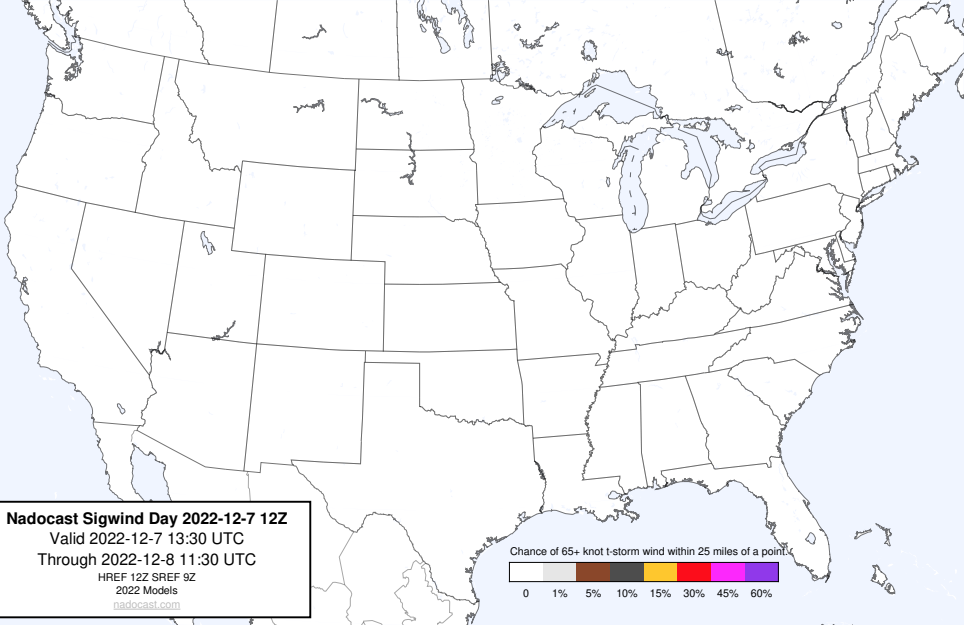 Nadocast Sigwind Day 2022-12-7 12Z
Valid 2022-12-7 13:30 UTC
Through 2022-12-8 11:30 UTC
HREF 12Z SREF 9Z
2022 Models
nadocast.com
Chance of 65+ knot t-storm wind within 25 miles of a point.
0 1% 5% 10% 15% 30% 45% 60%